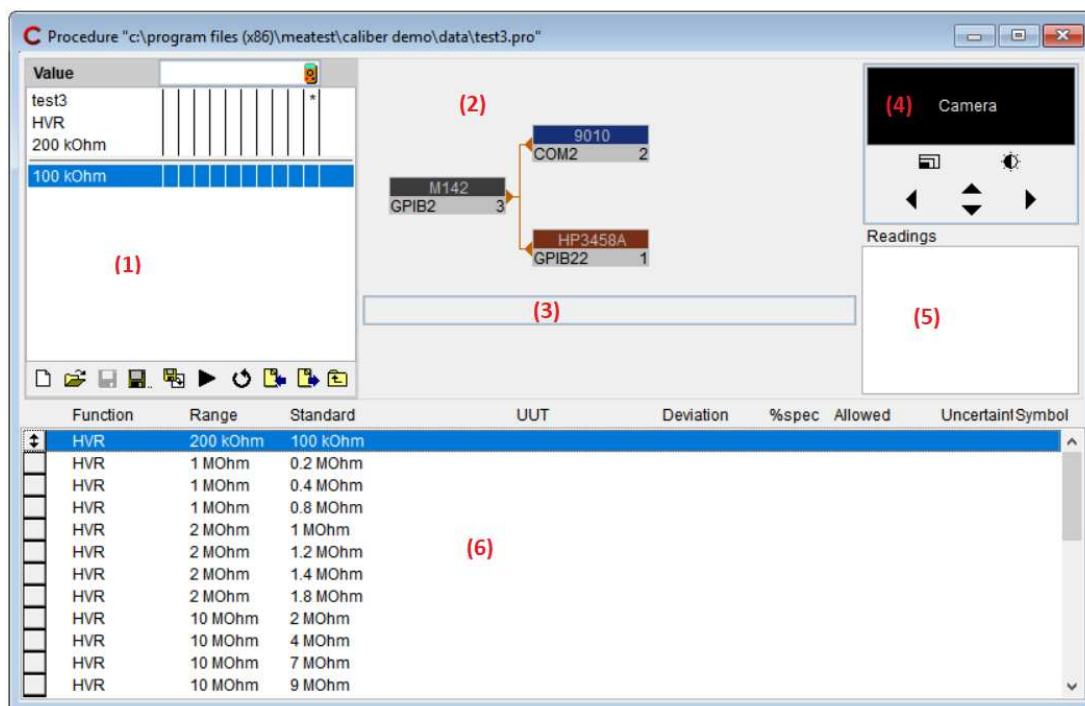 C Procedure "c:\program files (x86)\meatest\caliber demo\data\test3.pro"
Value
test3 *
HVR
200 kOhm
100 kOhm
(1)
(2)
9010
COM2 2
M142
GPIB2 3
HP3458A
GPIB22 1
(3)
(4) Camera
Readings
(5)
Function Range Standard UUT Deviation %spec Allowed Uncertaint Symbol
HVR 200 kOhm 100 kOhm
HVR 1 MOhm 0.2 MOhm
HVR 1 MOhm 0.4 MOhm
HVR 1 MOhm 0.8 MOhm
HVR 2 MOhm 1 MOhm
HVR 2 MOhm 1.2 MOhm
(6)
HVR 2 MOhm 1.4 MOhm
HVR 2 MOhm 1.8 MOhm
HVR 10 MOhm 2 MOhm
HVR 10 MOhm 4 MOhm
HVR 10 MOhm 7 MOhm
HVR 10 MOhm 9 MOhm